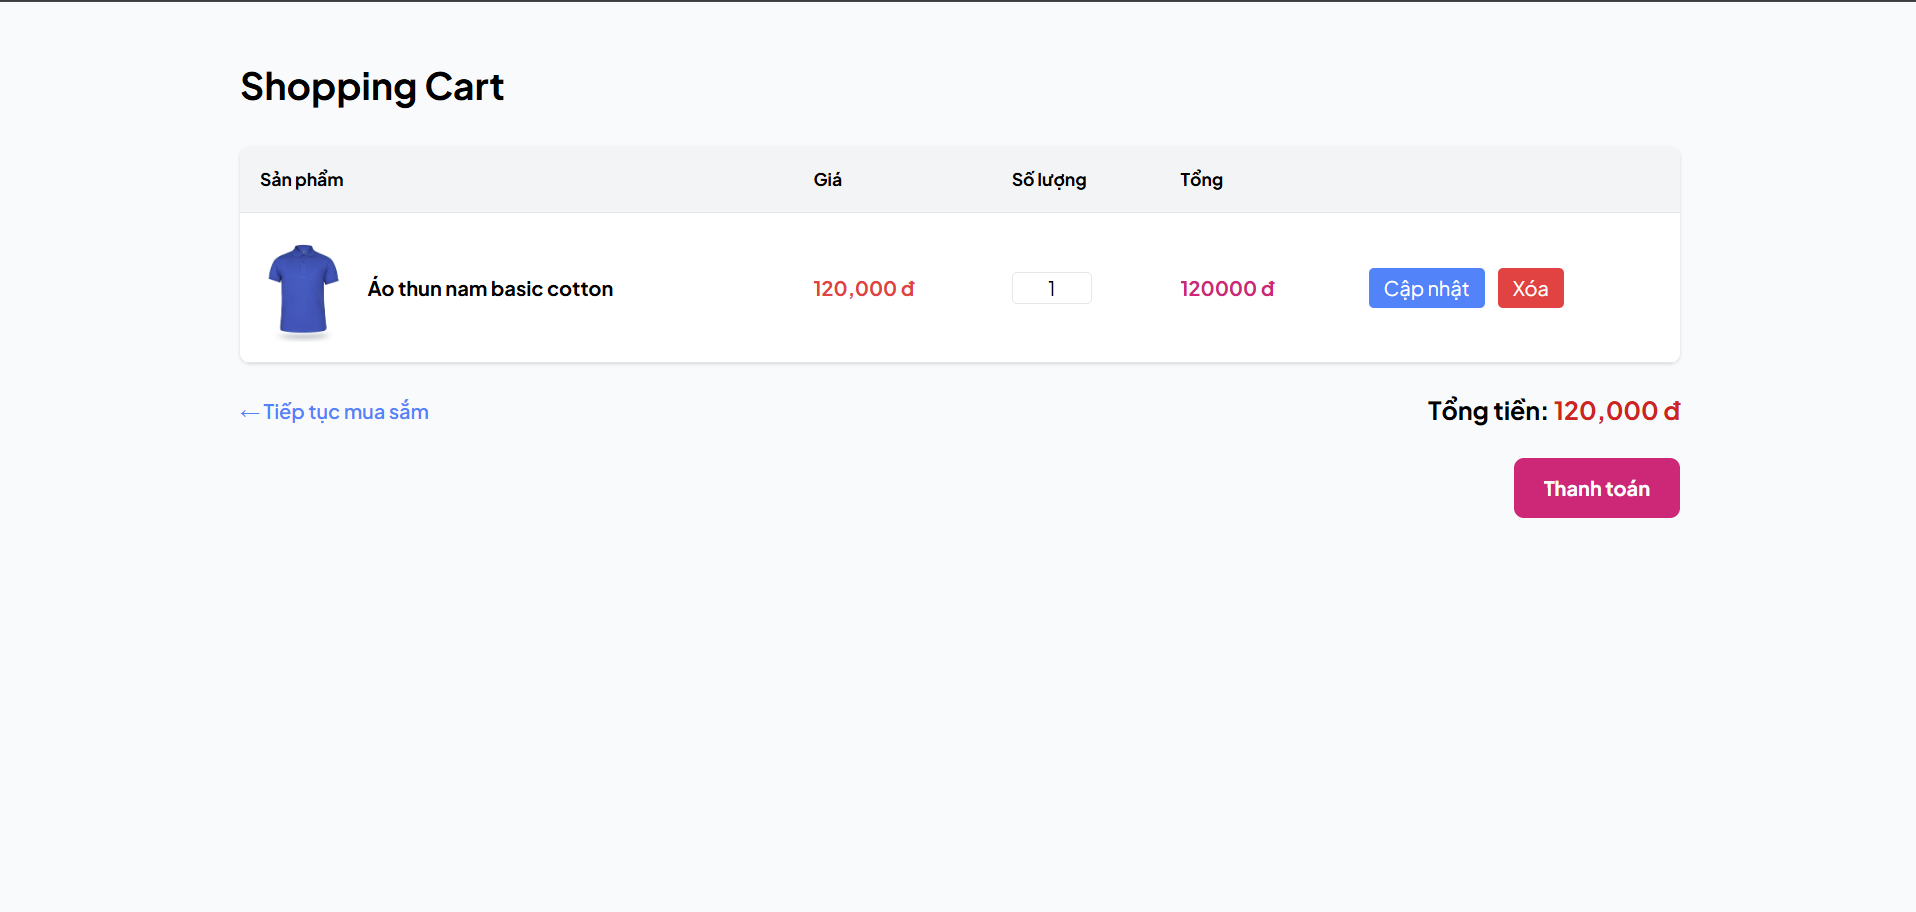 Shopping Cart
Sản phẩm Giá Số lượng Tổng
Áo thun nam basic cotton 120,000 đ 1 120000 đ Cập nhật Xóa
← Tiếp tục mua sắm Tổng tiền: 120,000 đ
Thanh toán